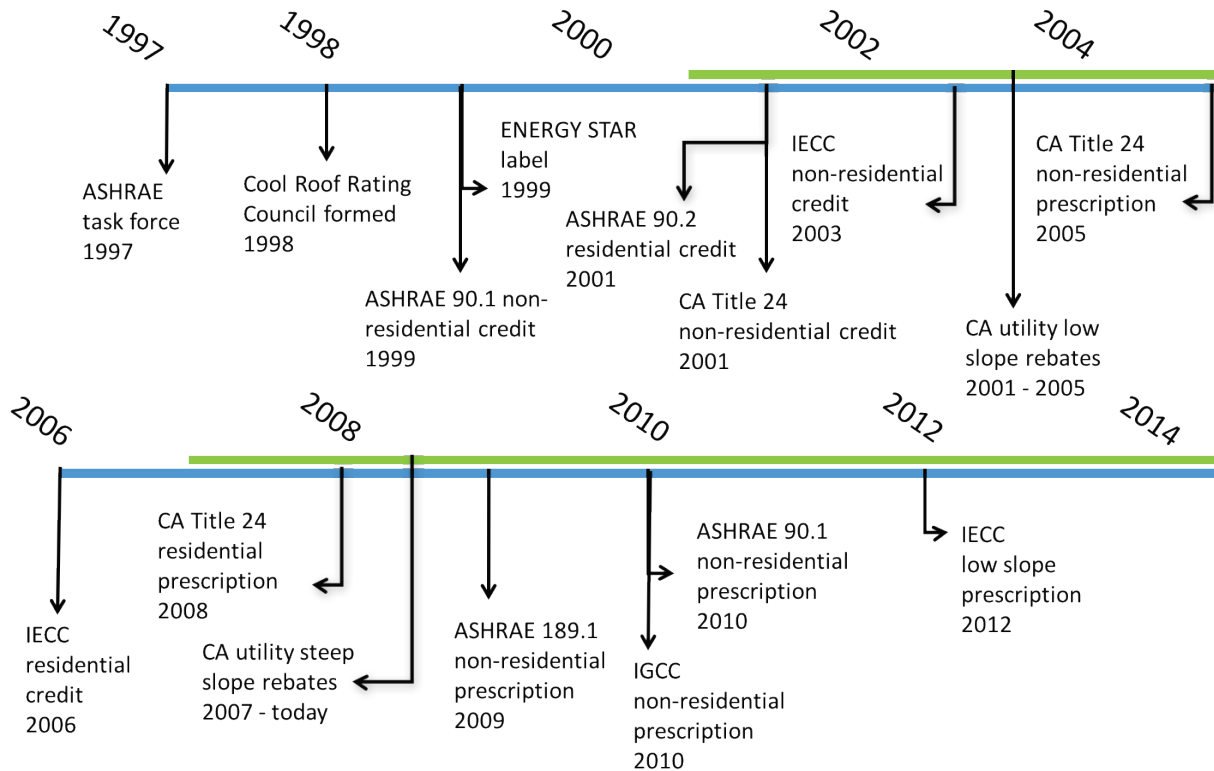 1997
1998
2000
2002
2004
ASHRAE
task force
1997
Cool Roof Rating
Council formed
1998
ENERGY STAR
label
1999
ASHRAE 90.1 non-
residential credit
1999
ASHRAE 90.2
residential credit
2001
CA Title 24
non-residential credit
2001
IECC
non-residential
credit
2003
CA utility low
slope rebates
2001 - 2005
CA Title 24
non-residential
prescription
2005
2006
2008
2010
2012
2014
IECC
residential
credit
2006
CA Title 24
residential
prescription
2008
CA utility steep
slope rebates
2007 - today
ASHRAE 189.1
non-residential
prescription
2009
ASHRAE 90.1
non-residential
prescription
2010
IGCC
non-residential
prescription
2010
IECC
low slope
prescription
2012